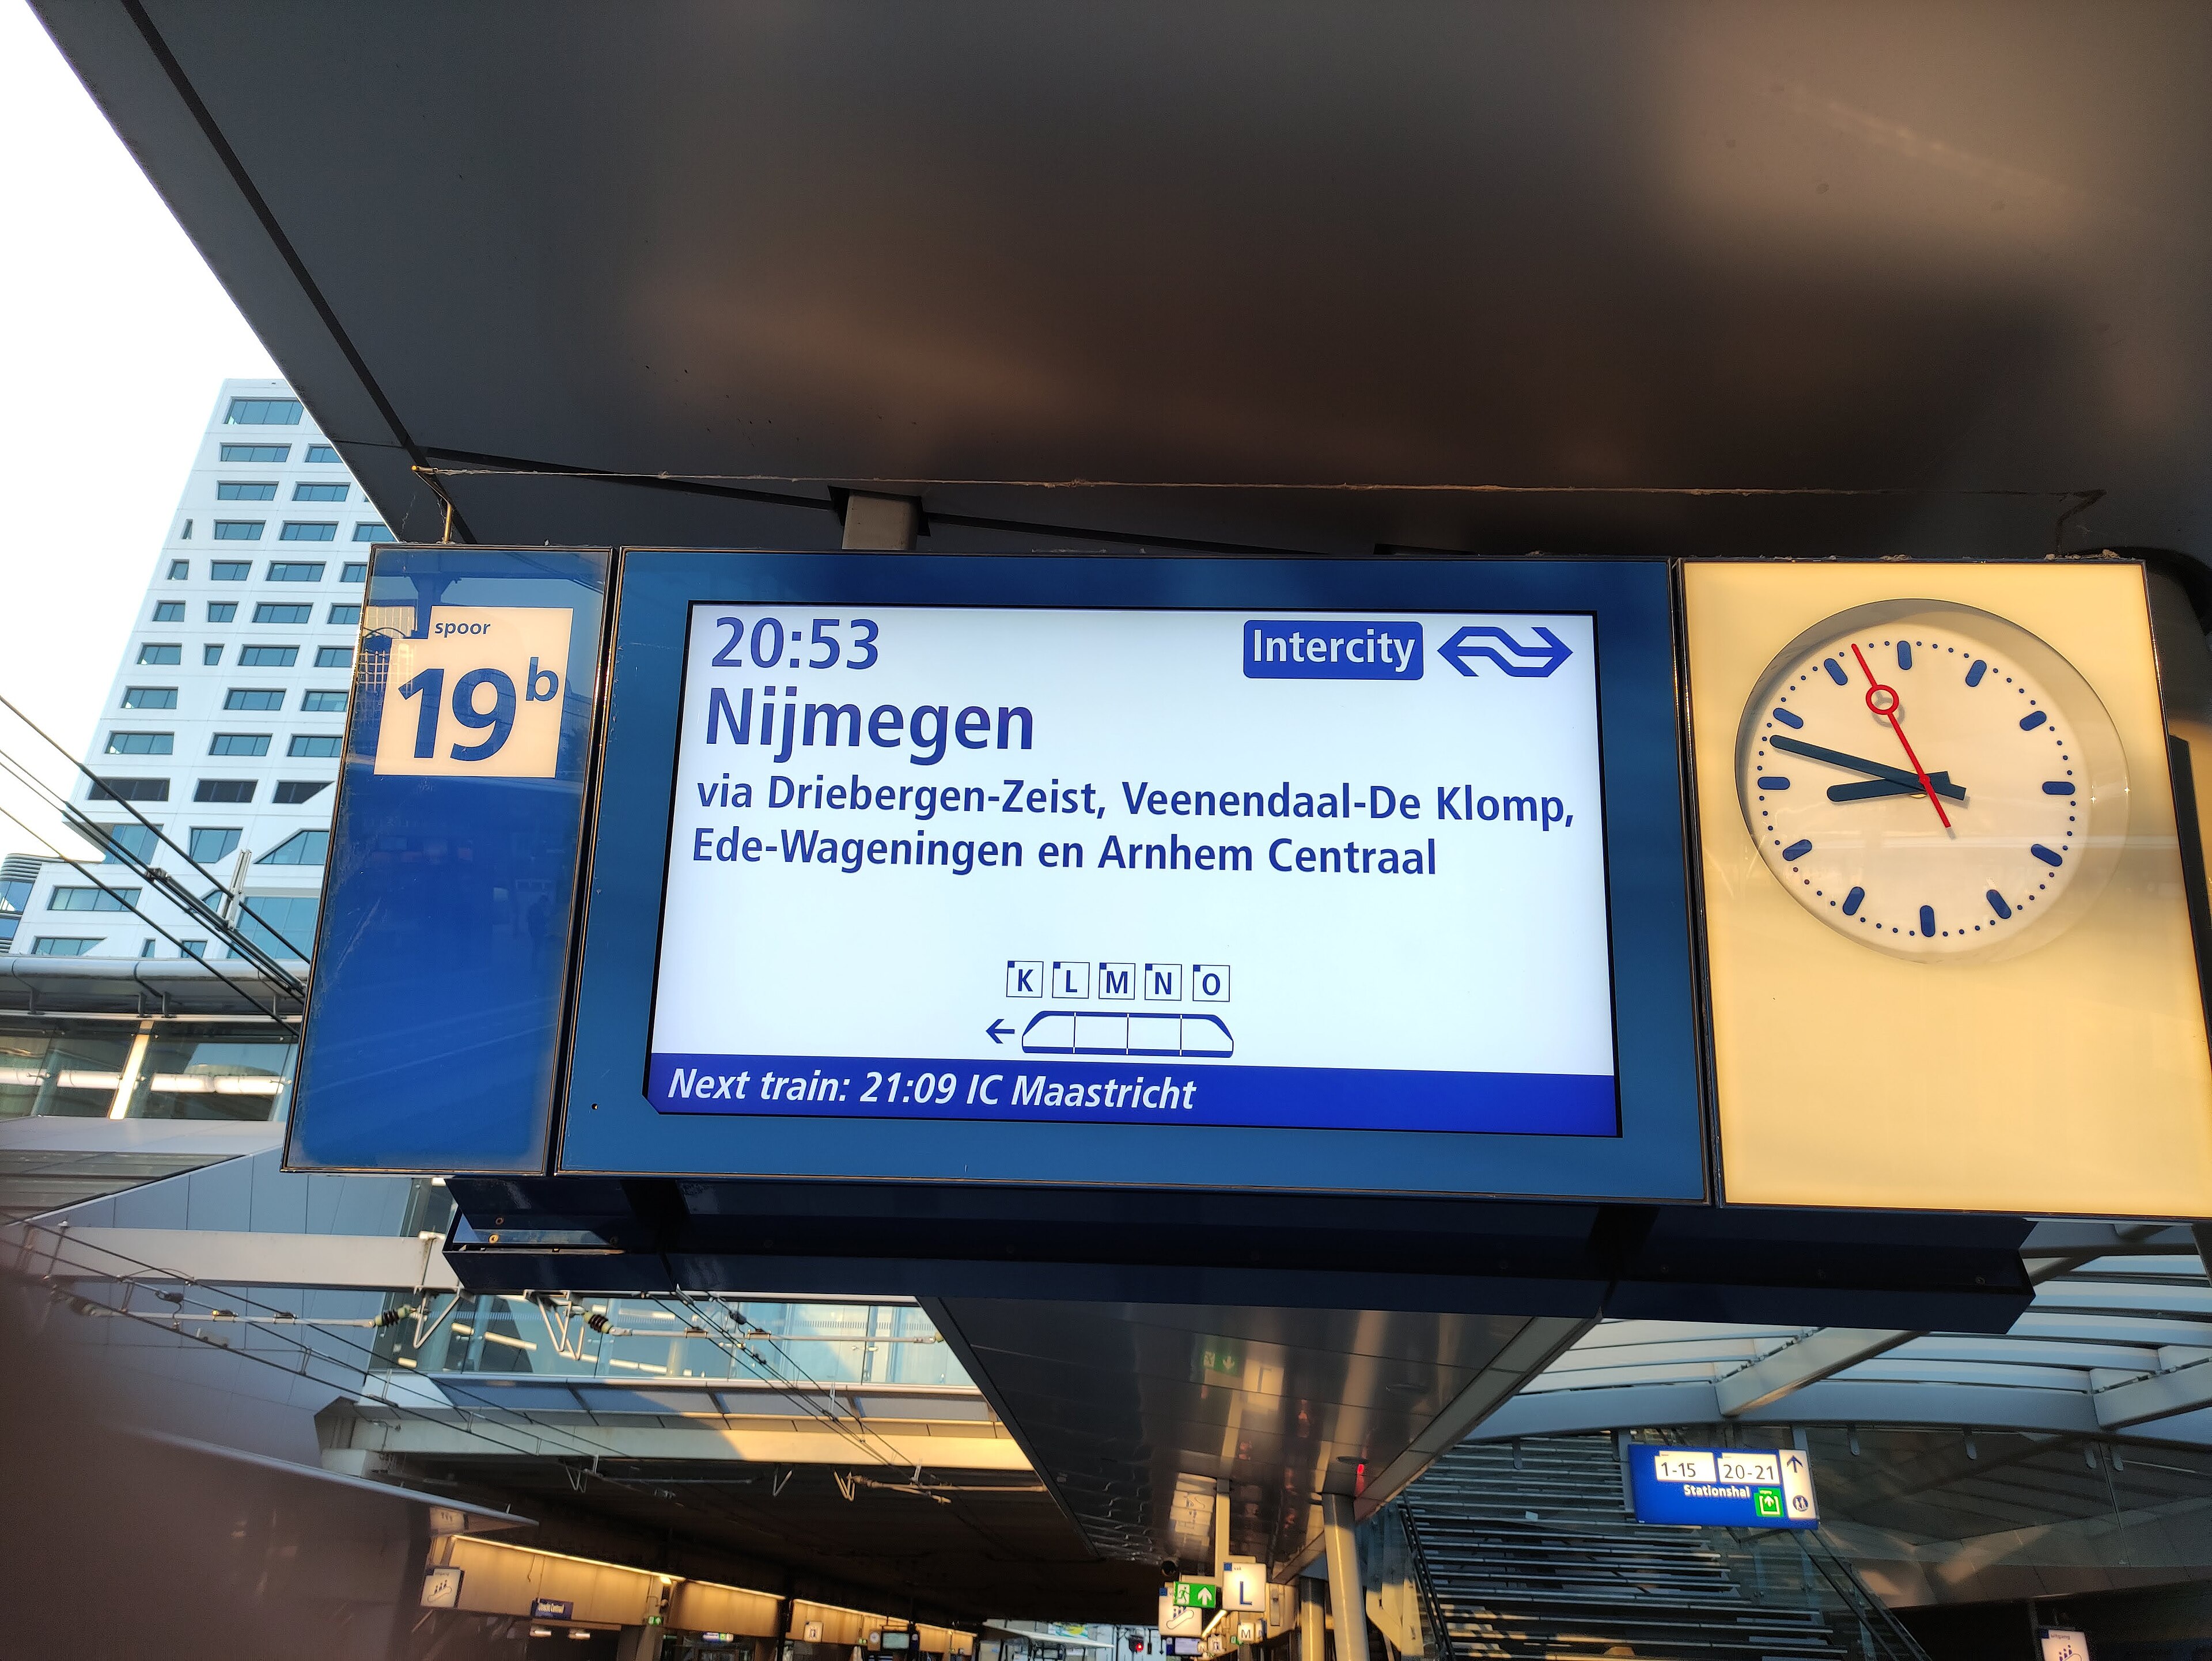 spoor
19 b
20:53
Intercity
Nijmegen
via Driebergen-Zeist, Veenendaal-De Klomp,
Ede-Wageningen en Arnhem Centraal
K L M N O
Next train: 21:09 IC Maastricht
1-15 20-21
Stationshal
L
M